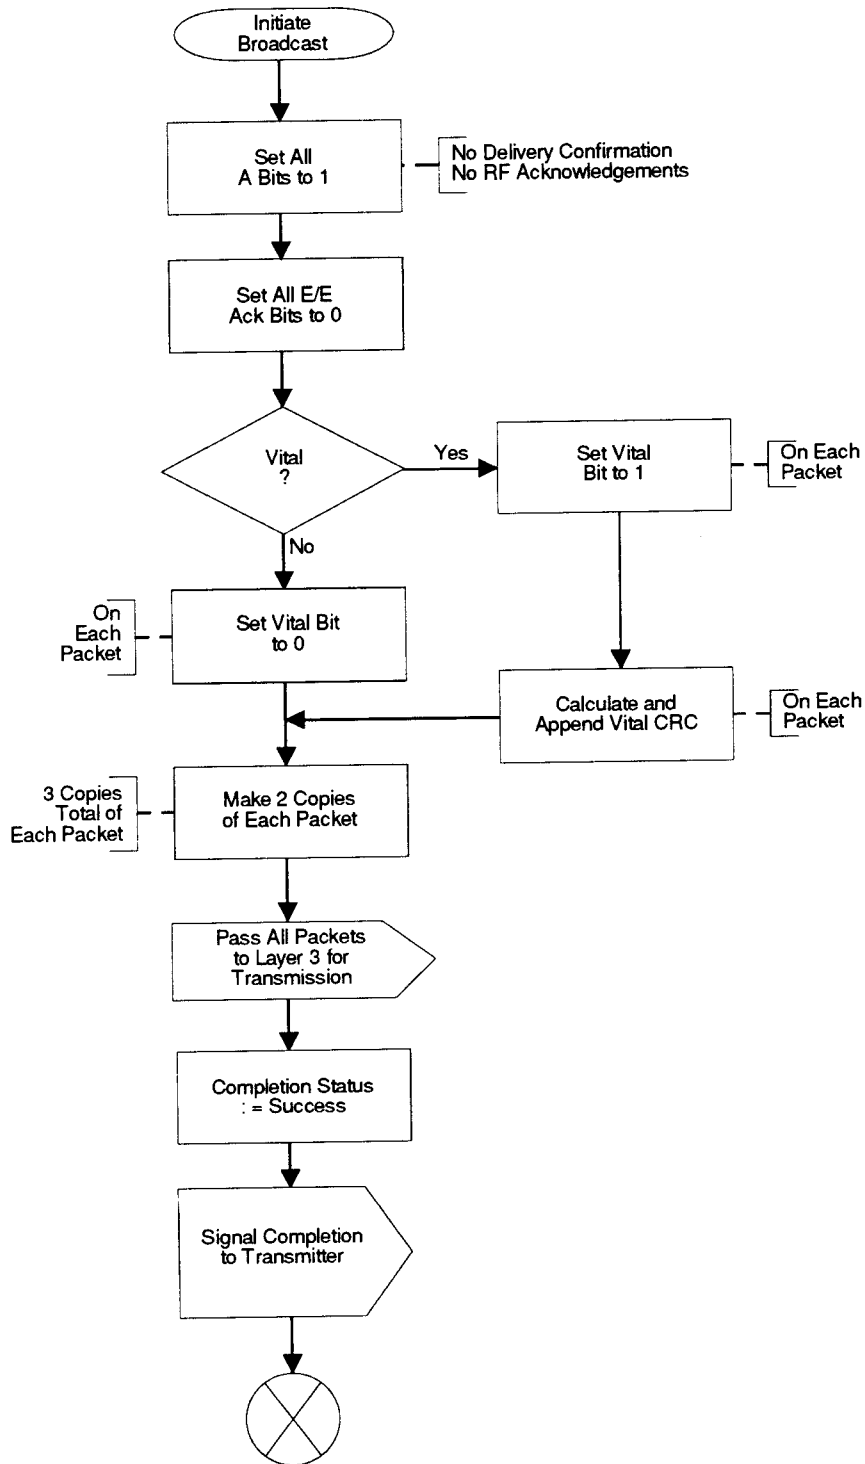 Initiate
Broadcast
Set All
A Bits to 1
No Delivery Confirmation
No RF Acknowledgements
Set All E/E
Ack Bits to 0
Vital
?
Yes
Set Vital
Bit to 1
On Each
Packet
No
On
Each
Packet
Set Vital Bit
to 0
Calculate and
Append Vital CRC
On Each
Packet
3 Copies
Total of
Each Packet
Make 2 Copies
of Each Packet
Pass All Packets
to Layer 3 for
Transmission
Completion Status
: = Success
Signal Completion
to Transmitter